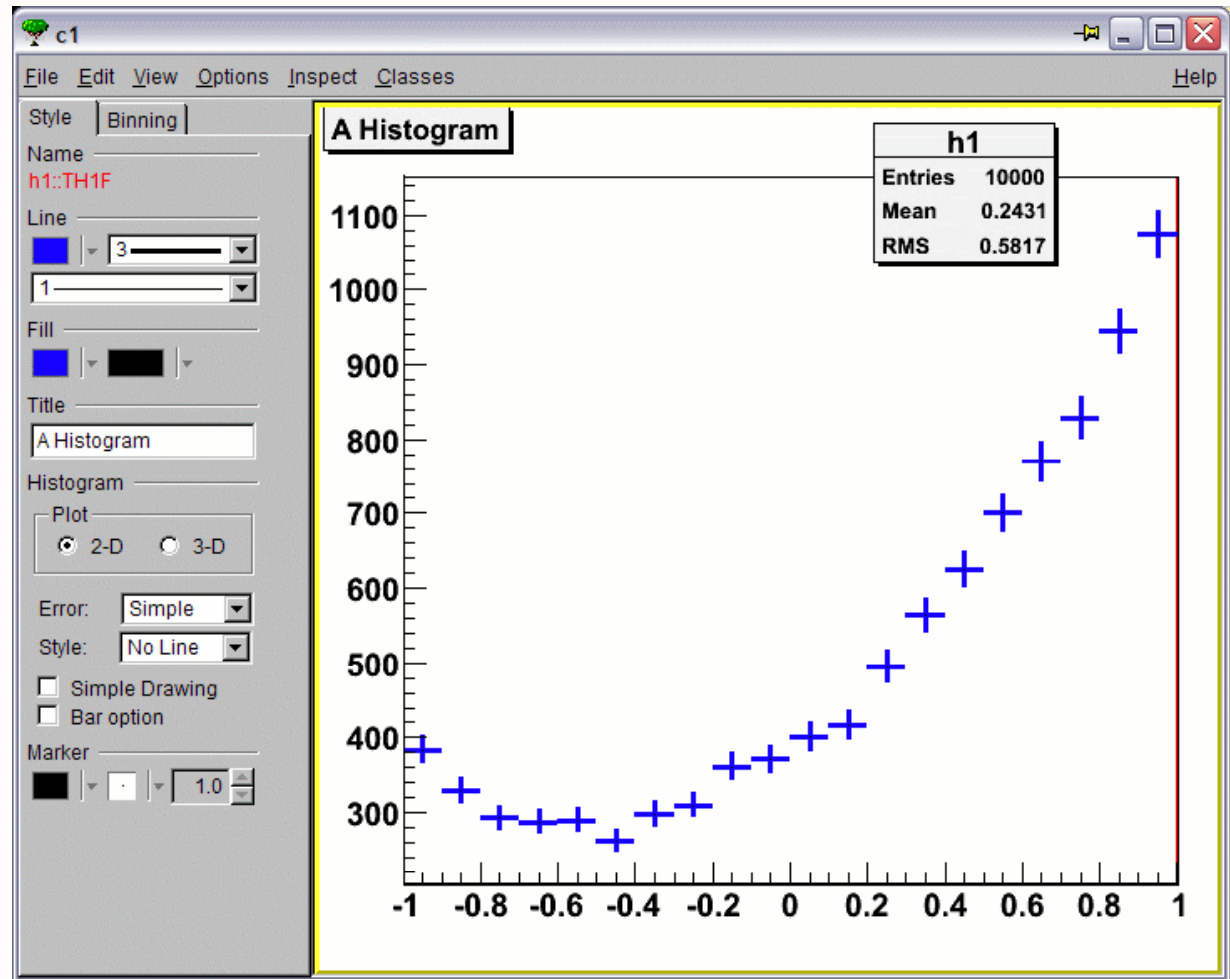 c1
File Edit View Options Inspect Classes Help
Style Binning
Name
h1::TH1F
Line
3
1
Fill
Title
A Histogram
Histogram
Plot
2-D 3-D
Error: Simple
Style: No Line
Simple Drawing
Bar option
Marker
1.0
A Histogram
h1
Entries 10000
Mean 0.2431
RMS 0.5817
1100
1000
900
800
700
600
500
400
300
-1 -0.8 -0.6 -0.4 -0.2 0 0.2 0.4 0.6 0.8 1